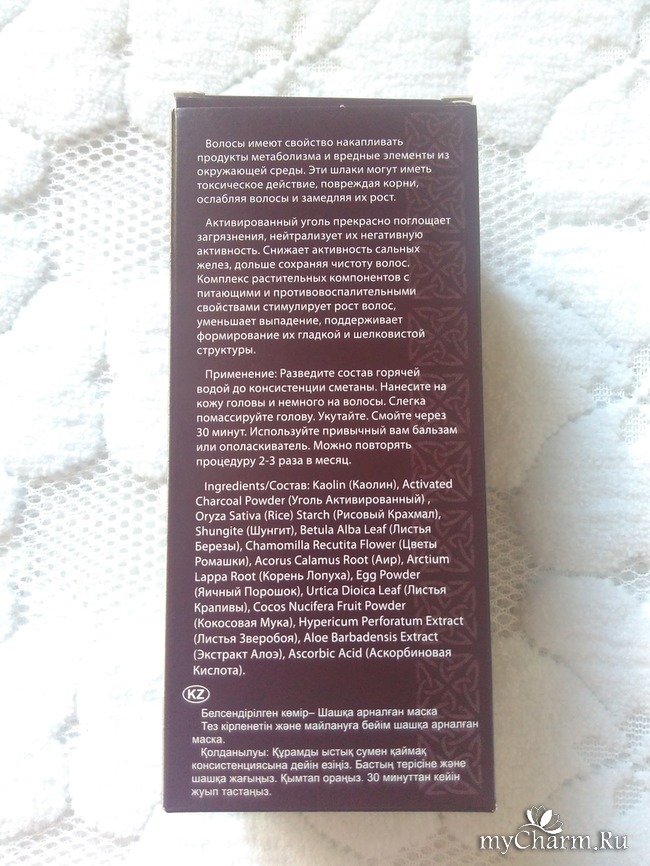 Волосы имеют свойство накапливать
продукты метаболизма и вредные элементы из
окружающей среды. Эти шлаки могут иметь
токсическое действие, повреждая корни,
ослабляя волосы и замедляя их рост.
Активированный уголь прекрасно поглощает
загрязнения, нейтрализует их негативную
активность. Снижает активность сальных
желез, дольше сохраняя чистоту волос.
Комплекс растительных компонентов с
питающими и противовоспалительными
свойствами стимулирует рост волос,
уменьшает выпадение, поддерживает
формирование их гладкой и шелковистой
структуры.
Применение: Разведите состав горячей
водой до консистенции сметаны. Нанесите на
кожу головы и немного на волосы. Слегка
помассируйте голову. Укутайте. Смойте через
30 минут. Используйте привычный вам бальзам
или ополаскиватель. Можно повторять
процедуру 2-3 раза в месяц.
Ingredients/Состав: Kaolin (Каолин), Activated
Charcoal Powder (Уголь Активированный) ,
Oryza Sativa (Rice) Starch (Рисовый Крахмал),
Shungite (Шунгит), Betula Alba Leaf (Листья
Березы), Chamomilla Recutita Flower (Цветы
Ромашки), Acorus Calamus Root (Аир), Arctium
Lappa Root (Корень Лопуха), Egg Powder
(Яичный Порошок), Urtica Dioica Leaf (Листья
Крапивы), Cocos Nucifera Fruit Powder
(Кокосовая Мука), Hypericum Perforatum Extract
(Листья Зверобоя), Aloe Barbadensis Extract
(Экстракт Алоэ), Ascorbic Acid (Аскорбиновая
Кислота).
KZ
Белсендірілген көмір– Шашқа арналған маска
Тез кірленетін және майлануға бейім шашқа арналған
маска.
Қолданылуы: Құрамды ыстық сумен қаймақ
консистенциясына дейін езіңіз. Бастың терісіне және
шашқа жағыңыз. Қымтап ораңыз. 30 минуттан кейін
жуып тастаңыз.
myCharm.Ru